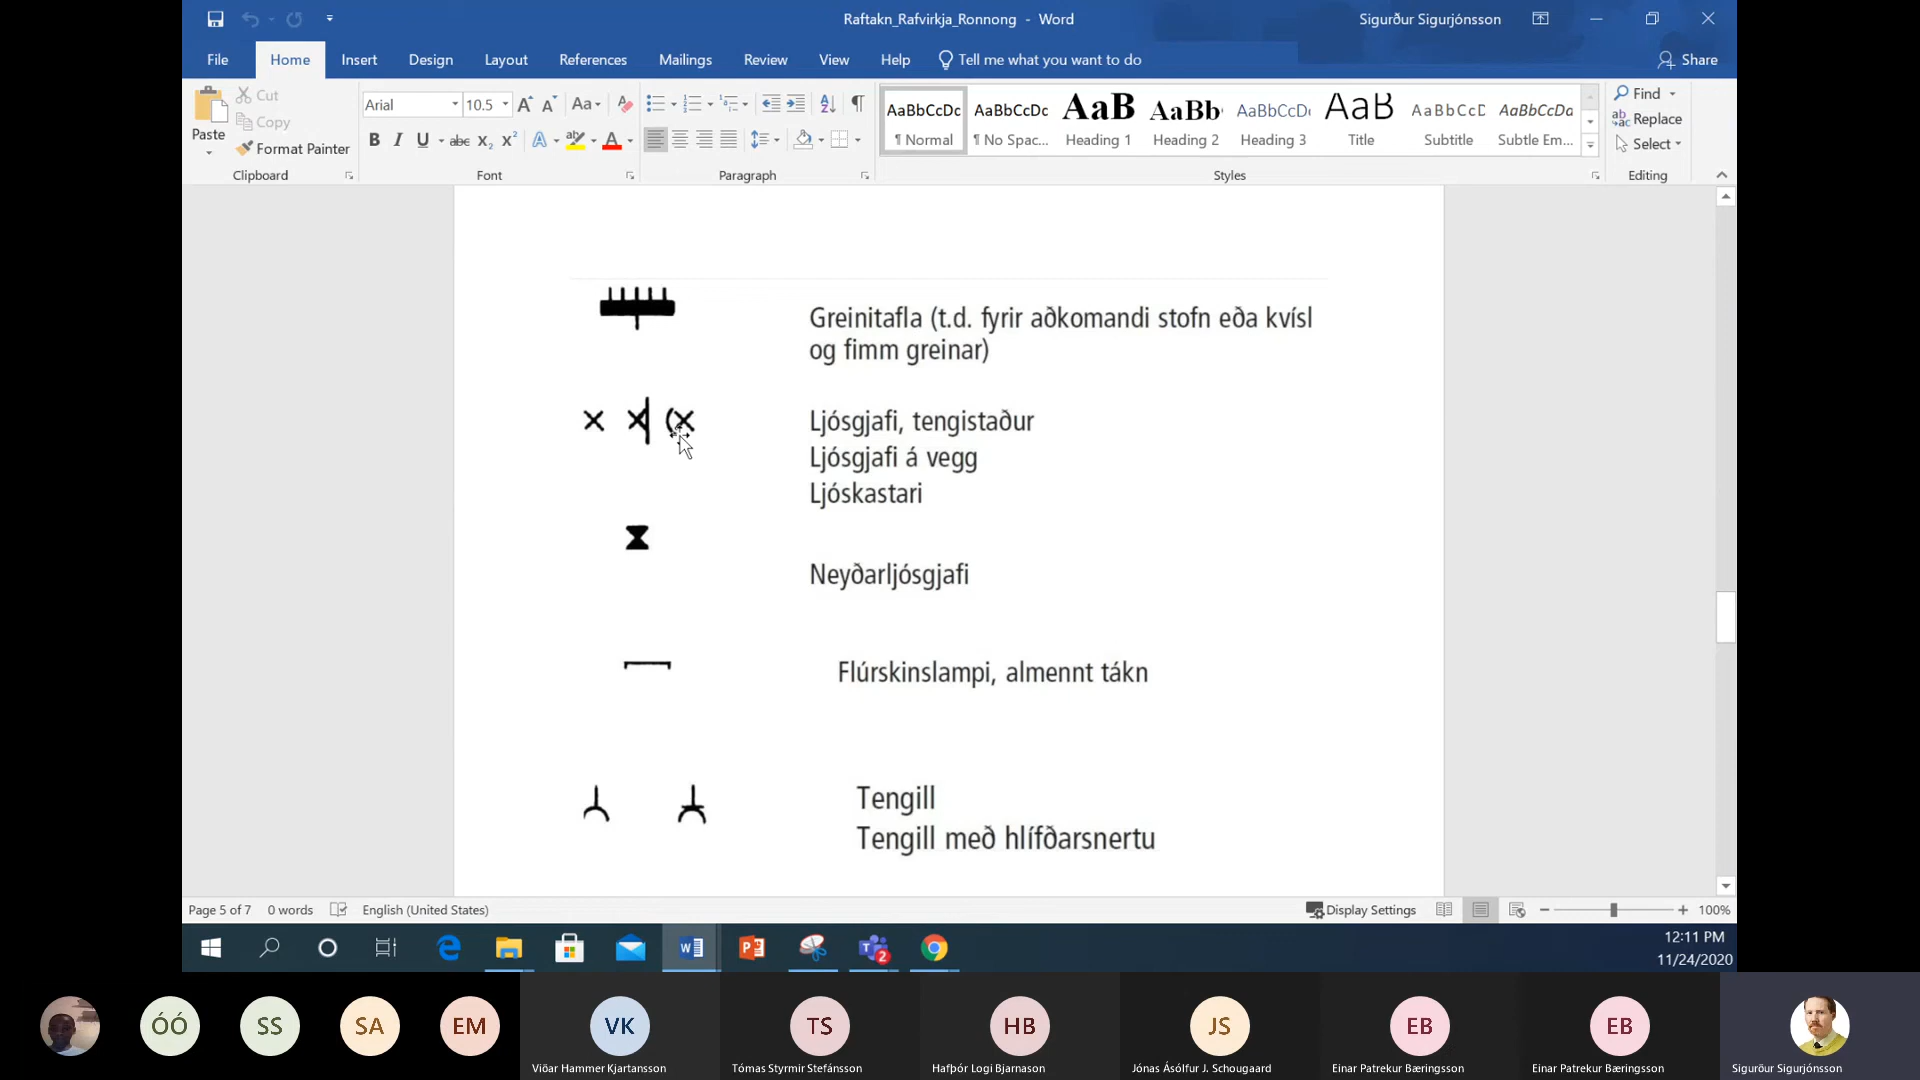 Raftakn_Rafvirkja_Ronnong - Word
Sigurður Sigurjónsson
File Home Insert Design Layout References Mailings Review View Help Tell me what you want to do Share
Paste
Cut
Copy
Format Painter
Clipboard
Arial 10.5
Font
Paragraph
AaBbCcDc AaBbCcDc AaB AaBb AaBbCcD AaB AaBbCcD AaBbCcDc
¶ Normal ¶ No Spac... Heading 1 Heading 2 Heading 3 Title Subtitle Subtle Em...
Styles
Find
Replace
Select
Editing
Greinitafla (t.d. fyrir aðkomandi stofn eða kvísl
og fimm greinar)
Ljósgjafi, tengistaður
Ljósgjafi á vegg
Ljóskastari
Neyðarljósgjafi
Flúrskinslampi, almennt tákn
Tengill
Tengill með hlífðarsnertu
Page 5 of 7 0 words English (United States) Display Settings 100%
2
12:11 PM
11/24/2020
ÓÓ SS SA EM VK TS HB JS EB EB
Viðar Hammer Kjartansson Tómas Styrmir Stefánsson Hafþór Logi Bjarnason Jónas Ásólfur J. Schougaard Einar Patrekur Bæringsson Einar Patrekur Bæringsson Sigurður Sigurjónsson